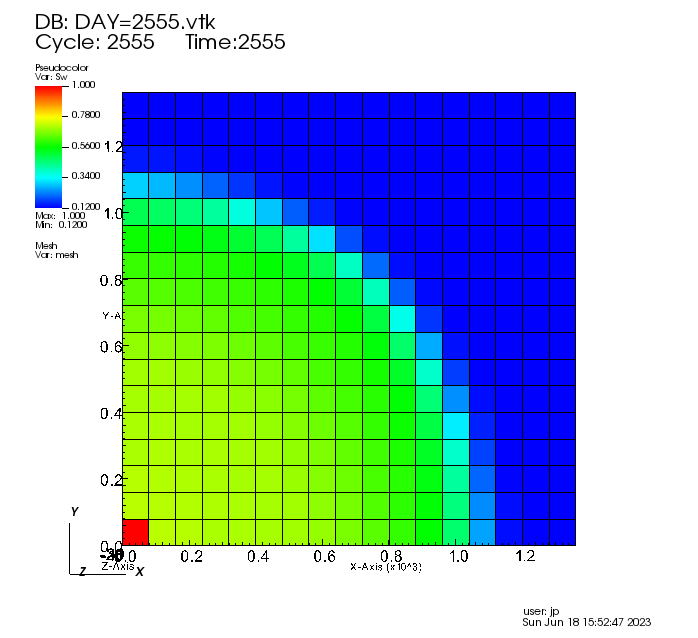 DB: DAY=2555.vtk
Cycle: 2555 Time:2555
Pseudocolor
Var: Sw
1.000
0.7800
0.5600
0.3400
0.1200
Max: 1.000
Min: 0.1200
Mesh
Var: mesh
1.2
1.0
0.8
Y-A
0.6
0.4
0.2
0.0
0.0 0.2 0.4 0.6 0.8 1.0 1.2
Z-Axis
X-Axis (x10^3)
Y
Z X
user: jp
Sun Jun 18 15:52:47 2023